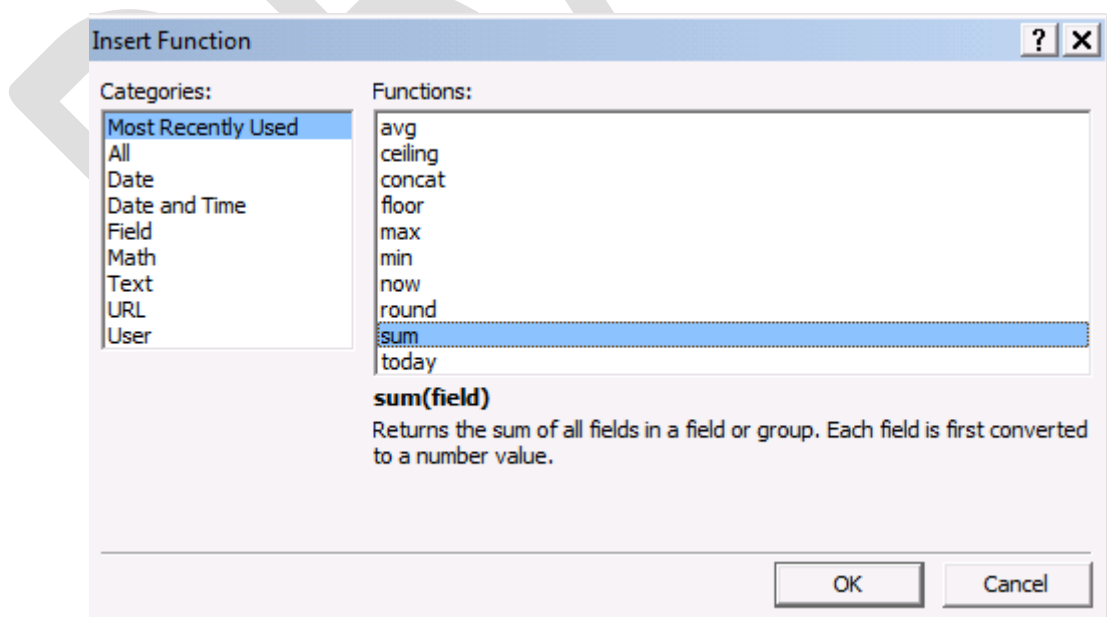 Insert Function
? X
Categories:
Most Recently Used
All
Date
Date and Time
Field
Math
Text
URL
User
Functions:
avg
ceiling
concat
floor
max
min
now
round
sum
today
sum(field)
Returns the sum of all fields in a field or group. Each field is first converted
to a number value.
OK
Cancel